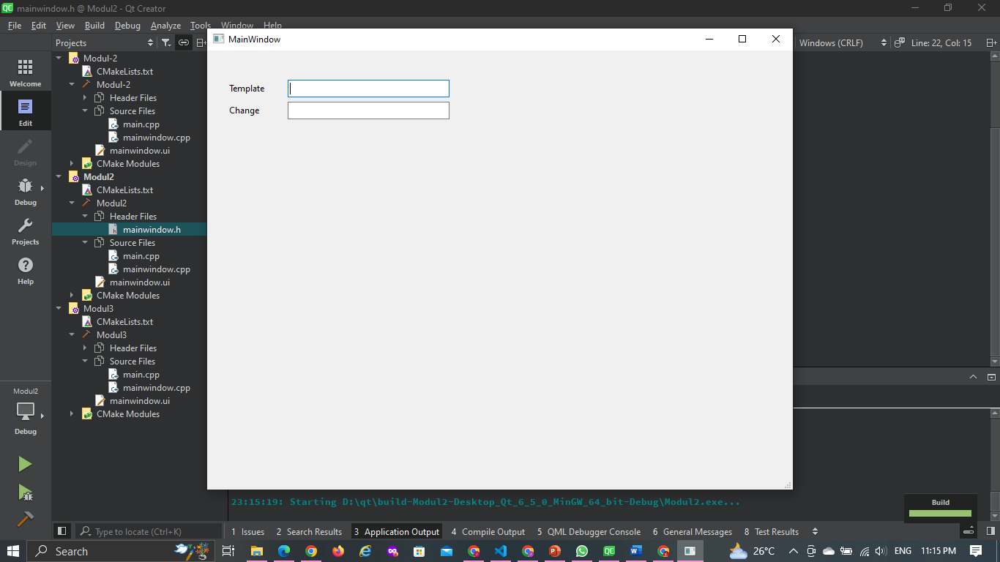 mainwindow.h @ Modul2 - Qt Creator
File Edit View Build Debug Analyze Tools Window Help
Projects
Windows (CRLF) Line: 22, Col: 15
Welcome
Edit
Design
Debug
Projects
Help
Modul2
Debug
Modul-2
CMakeLists.txt
Modul-2
Header Files
Source Files
main.cpp
mainwindow.cpp
mainwindow.ui
CMake Modules
Modul2
CMakeLists.txt
Modul2
Header Files
mainwindow.h
Source Files
main.cpp
mainwindow.cpp
mainwindow.ui
CMake Modules
Modul3
CMakeLists.txt
Modul3
Header Files
Source Files
main.cpp
mainwindow.cpp
mainwindow.ui
CMake Modules
MainWindow
Template
Change
23:15:19: Starting D:\qt\build-Modul2-Desktop_Qt_6_5_0_MinGW_64_bit-Debug\Modul2.exe...
Build
Type to locate (Ctrl+K) 1 Issues 2 Search Results 3 Application Output 4 Compile Output 5 QML Debugger Console 6 General Messages 8 Test Results
Search 26°C ENG 11:15 PM